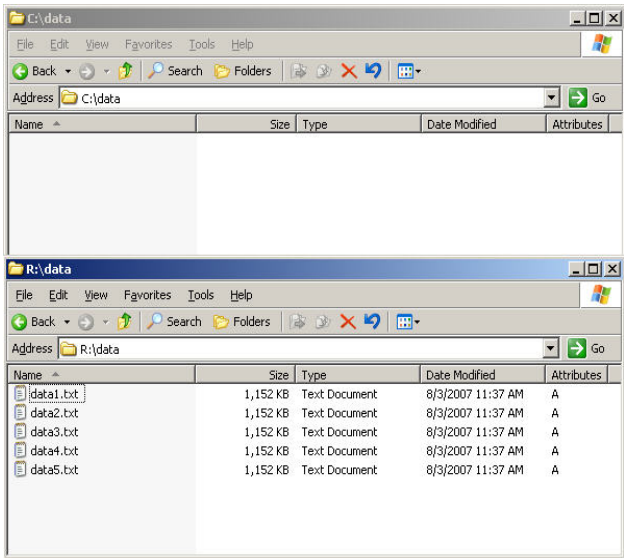 C:\data
File Edit View Favorites Tools Help
Back Search Folders
Address C:\data Go
Name Size Type Date Modified Attributes
R:\data
File Edit View Favorites Tools Help
Back Search Folders
Address R:\data Go
Name Size Type Date Modified Attributes
data1.txt 1,152 KB Text Document 8/3/2007 11:37 AM A
data2.txt 1,152 KB Text Document 8/3/2007 11:37 AM A
data3.txt 1,152 KB Text Document 8/3/2007 11:37 AM A
data4.txt 1,152 KB Text Document 8/3/2007 11:37 AM A
data5.txt 1,152 KB Text Document 8/3/2007 11:37 AM A